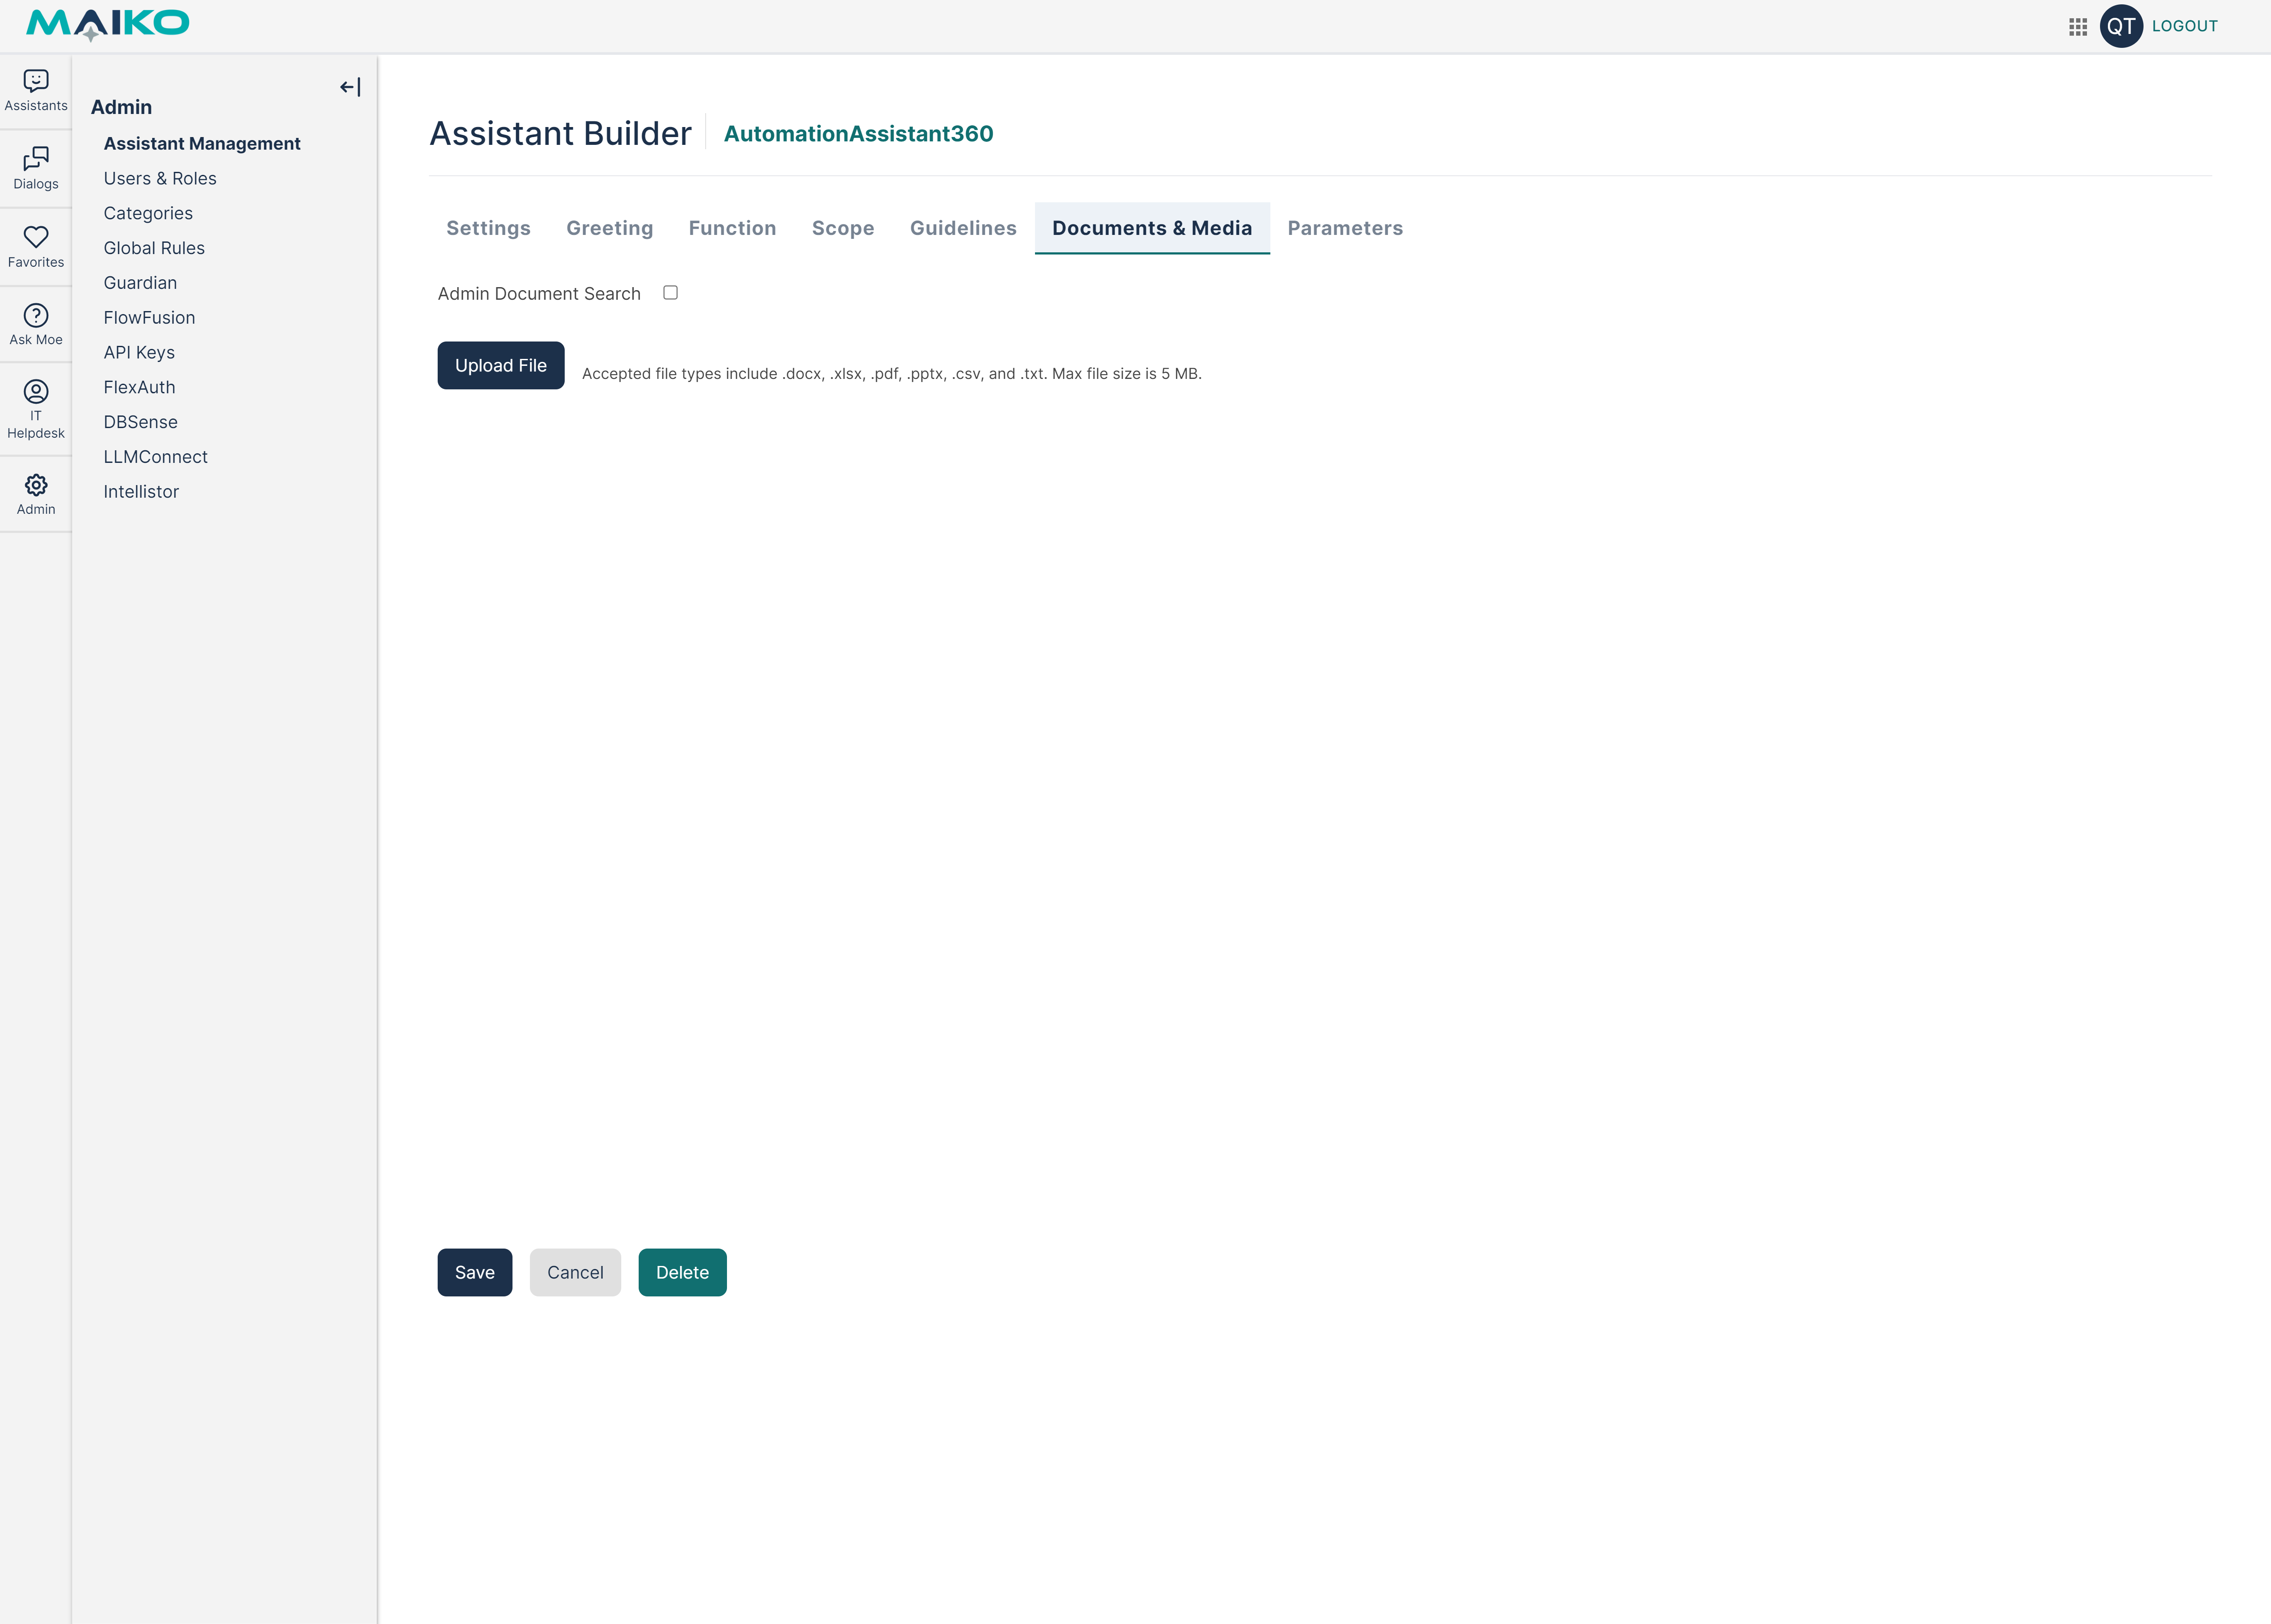 MAIKO
QT
LOGOUT
Assistants
Dialogs
Favorites
Ask Moe
IT
Helpdesk
Admin
Admin
Assistant Management
Users & Roles
Categories
Global Rules
Guardian
FlowFusion
API Keys
FlexAuth
DBSense
LLMConnect
Intellistor
Assistant Builder
AutomationAssistant360
Settings
Greeting
Function
Scope
Guidelines
Documents & Media
Parameters
Admin Document Search
Upload File
Accepted file types include .docx, .xlsx, .pdf, .pptx, .csv, and .txt. Max file size is 5 MB.
Save
Cancel
Delete